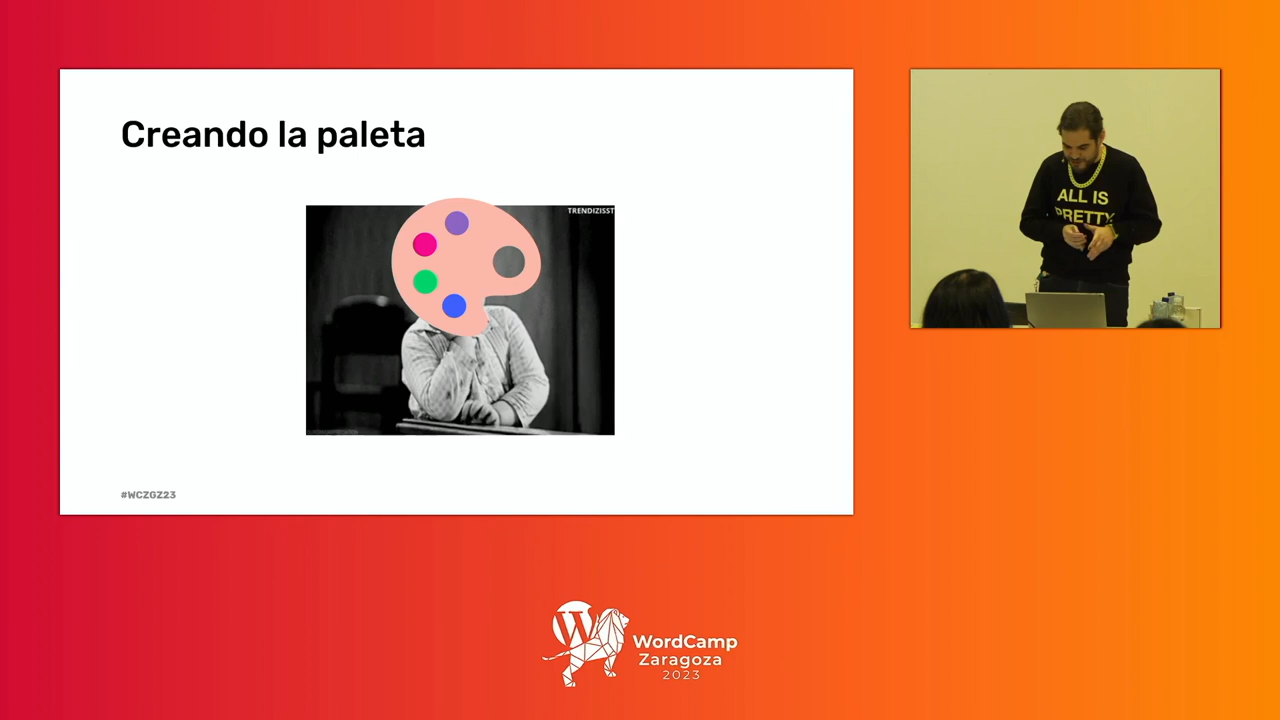 Creando la paleta
TRENDIZISST
#WCZGZ23
ALL IS
PRETTY
WordCamp
Zaragoza
2023